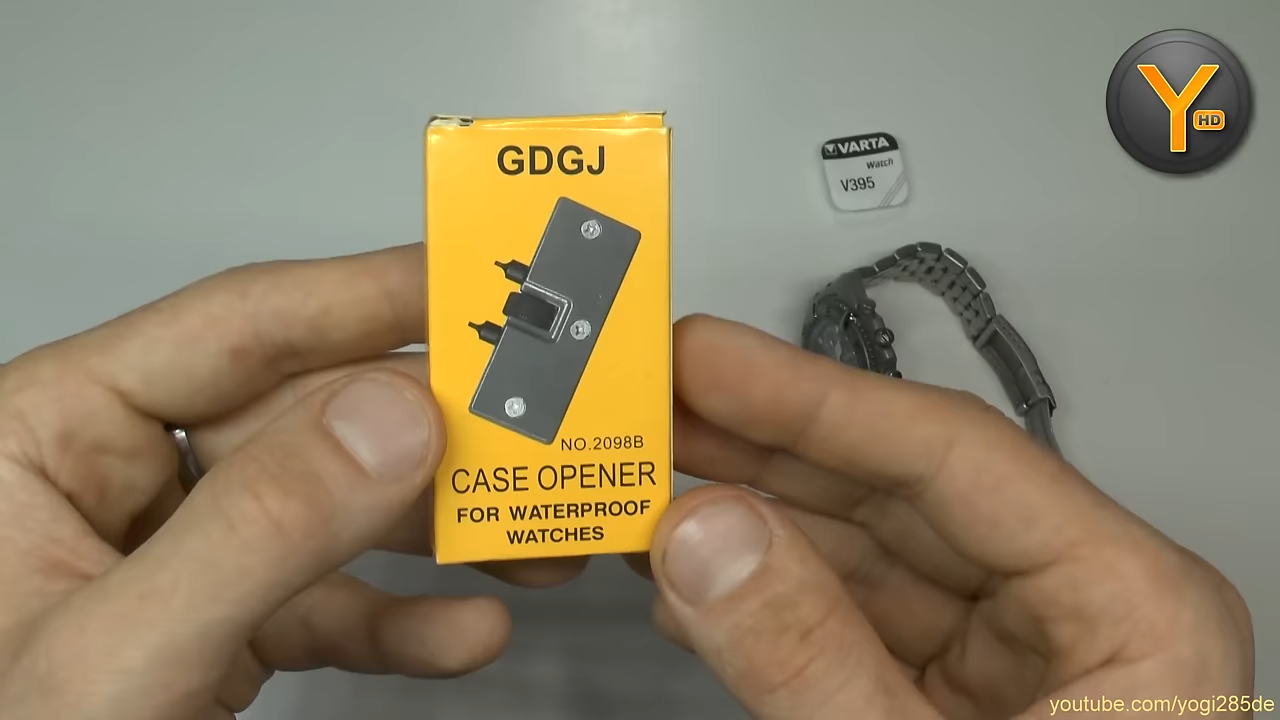 GDGJ
NO.2098B
CASE OPENER
FOR WATERPROOF
WATCHES
VARTA
Watch
V395
Y HD
youtube.com/yogi285de